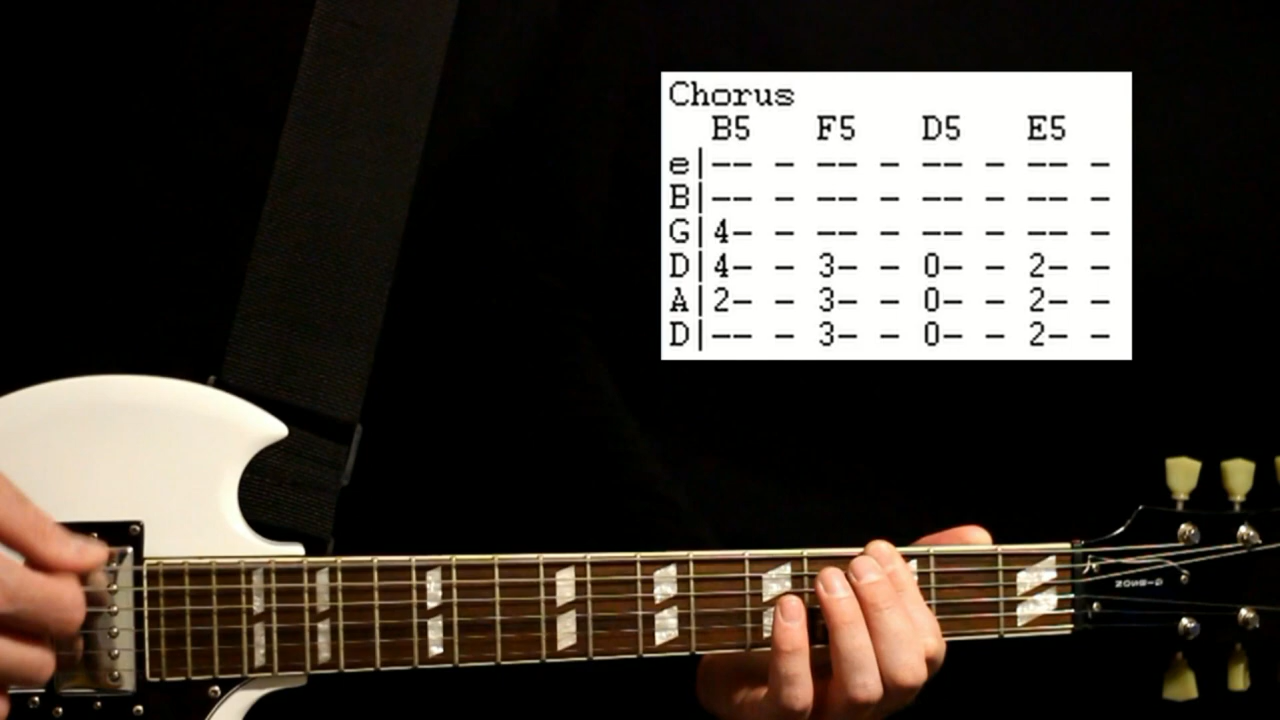 Chorus
B5 F5 D5 E5
e|-- - -- - -- - -- -
B|-- - -- - -- - -- -
G|4- - -- - -- - -- -
D|4- - 3- - 0- - 2- -
A|2- - 3- - 0- - 2- -
D|-- - 3- - 0- - 2- -